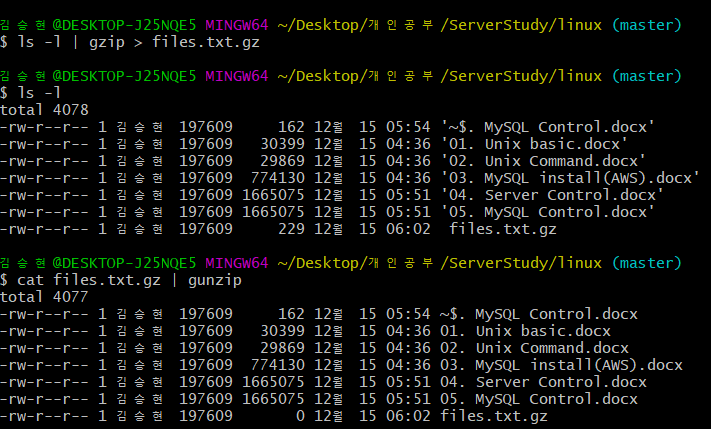 김승현@DESKTOP-J25NQE5 MINGW64 ~/Desktop/개인공부/ServerStudy/linux (master)
$ ls -l | gzip > files.txt.gz
김승현@DESKTOP-J25NQE5 MINGW64 ~/Desktop/개인공부/ServerStudy/linux (master)
$ ls -l
total 4078
-rw-r--r-- 1 김승현 197609     162 12월  15 05:54 '~$. MySQL Control.docx'
-rw-r--r-- 1 김승현 197609   30399 12월  15 04:36 '01. Unix basic.docx'
-rw-r--r-- 1 김승현 197609   29869 12월  15 04:36 '02. Unix Command.docx'
-rw-r--r-- 1 김승현 197609  774130 12월  15 04:36 '03. MySQL install(AWS).docx'
-rw-r--r-- 1 김승현 197609 1665075 12월  15 05:51 '04. Server Control.docx'
-rw-r--r-- 1 김승현 197609 1665075 12월  15 05:51 '05. MySQL Control.docx'
-rw-r--r-- 1 김승현 197609     229 12월  15 06:02  files.txt.gz
김승현@DESKTOP-J25NQE5 MINGW64 ~/Desktop/개인공부/ServerStudy/linux (master)
$ cat files.txt.gz | gunzip
total 4077
-rw-r--r-- 1 김승현 197609     162 12월  15 05:54 ~$. MySQL Control.docx
-rw-r--r-- 1 김승현 197609   30399 12월  15 04:36 01. Unix basic.docx
-rw-r--r-- 1 김승현 197609   29869 12월  15 04:36 02. Unix Command.docx
-rw-r--r-- 1 김승현 197609  774130 12월  15 04:36 03. MySQL install(AWS).docx
-rw-r--r-- 1 김승현 197609 1665075 12월  15 05:51 04. Server Control.docx
-rw-r--r-- 1 김승현 197609 1665075 12월  15 05:51 05. MySQL Control.docx
-rw-r--r-- 1 김승현 197609       0 12월  15 06:02 files.txt.gz